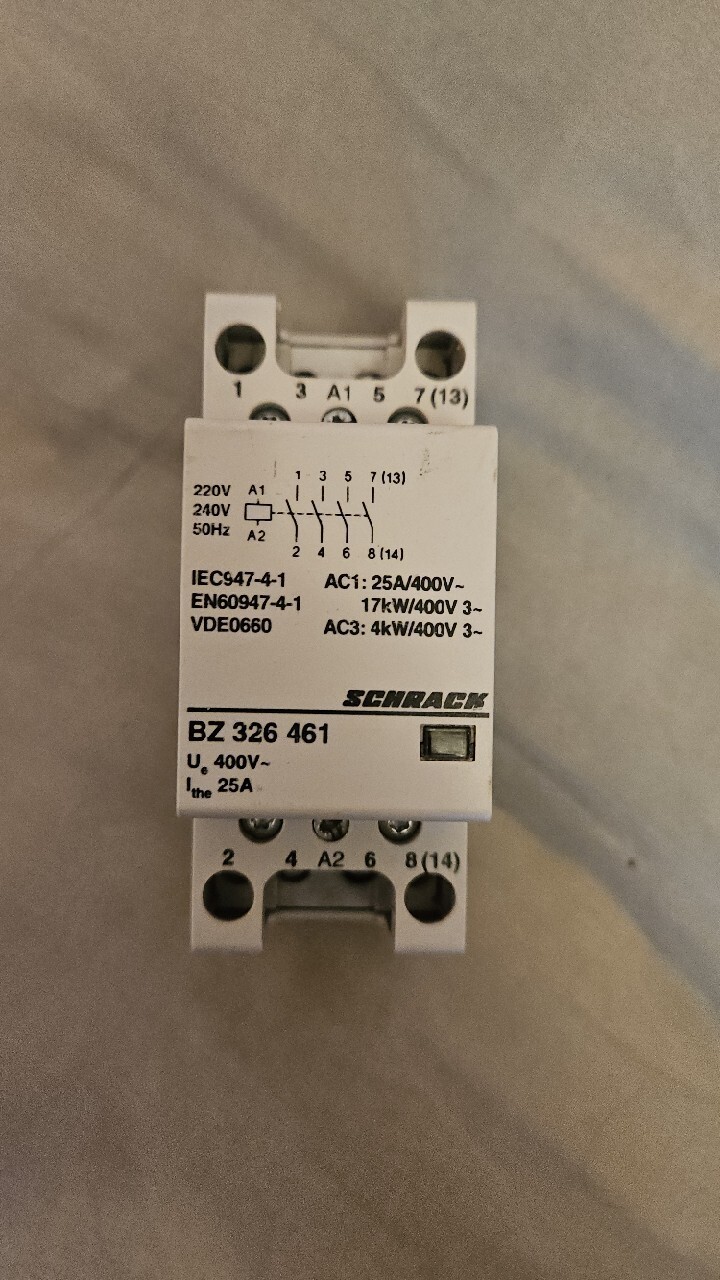 1 3 A1 5 7 (13)
1 3 5 7 (13)
220V A1
240V
50Hz A2
2 4 6 8 (14)
IEC947-4-1 AC1: 25A/400V~
EN60947-4-1 17kW/400V 3~
VDE0660 AC3: 4kW/400V 3~
SCHRACK
BZ 326 461
Ue 400V~
Ithe 25A
2 4 A2 6 8 (14)